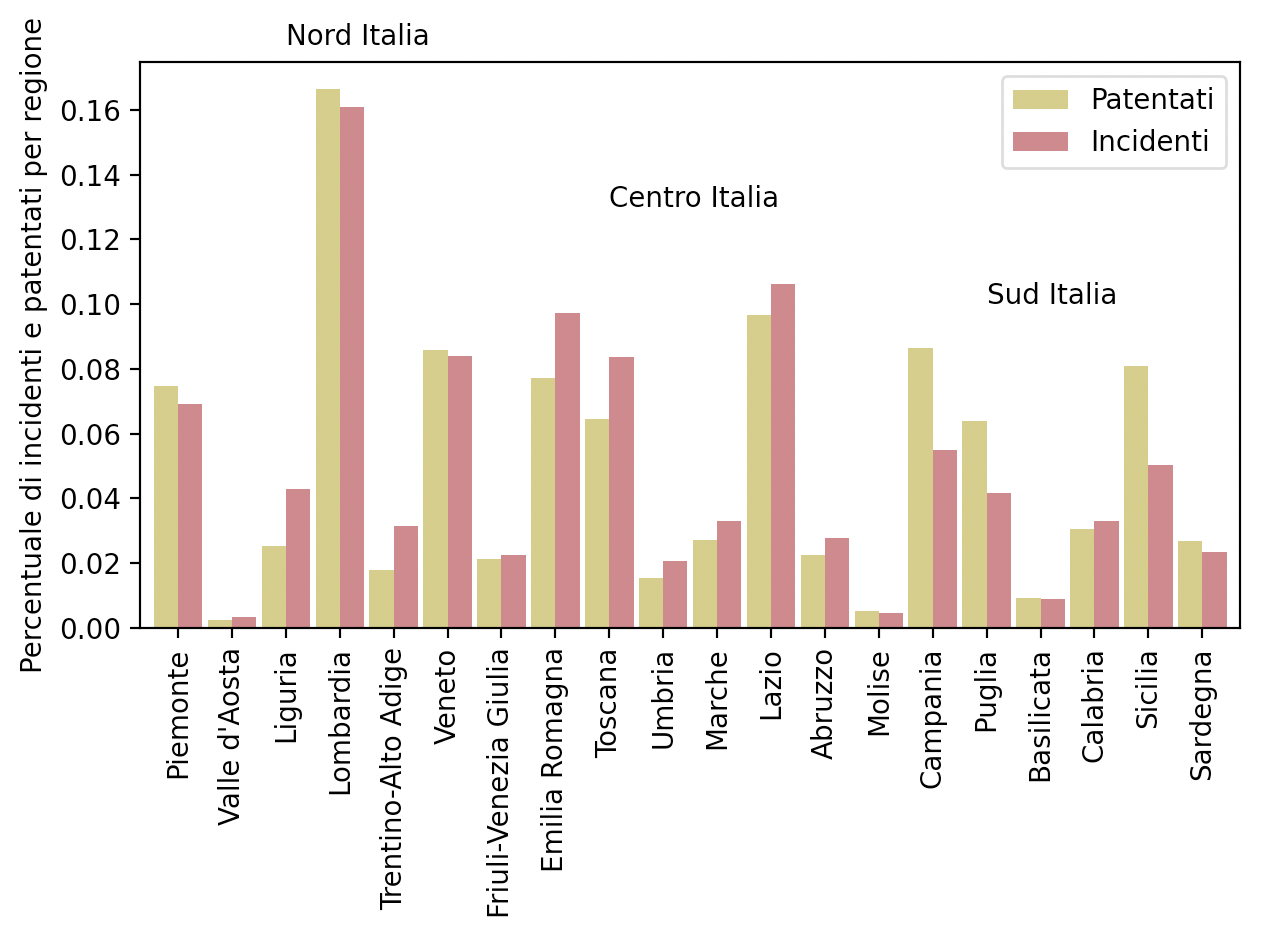 Nord Italia
Percentuale di incidenti e patentati per regione
0.16
0.14
0.12
0.10
0.08
0.06
0.04
0.02
0.00
Patentati
Incidenti
Centro Italia
Sud Italia
Piemonte
Valle d'Aosta
Liguria
Lombardia
Trentino-Alto Adige
Veneto
Friuli-Venezia Giulia
Emilia Romagna
Toscana
Umbria
Marche
Lazio
Abruzzo
Molise
Campania
Puglia
Basilicata
Calabria
Sicilia
Sardegna